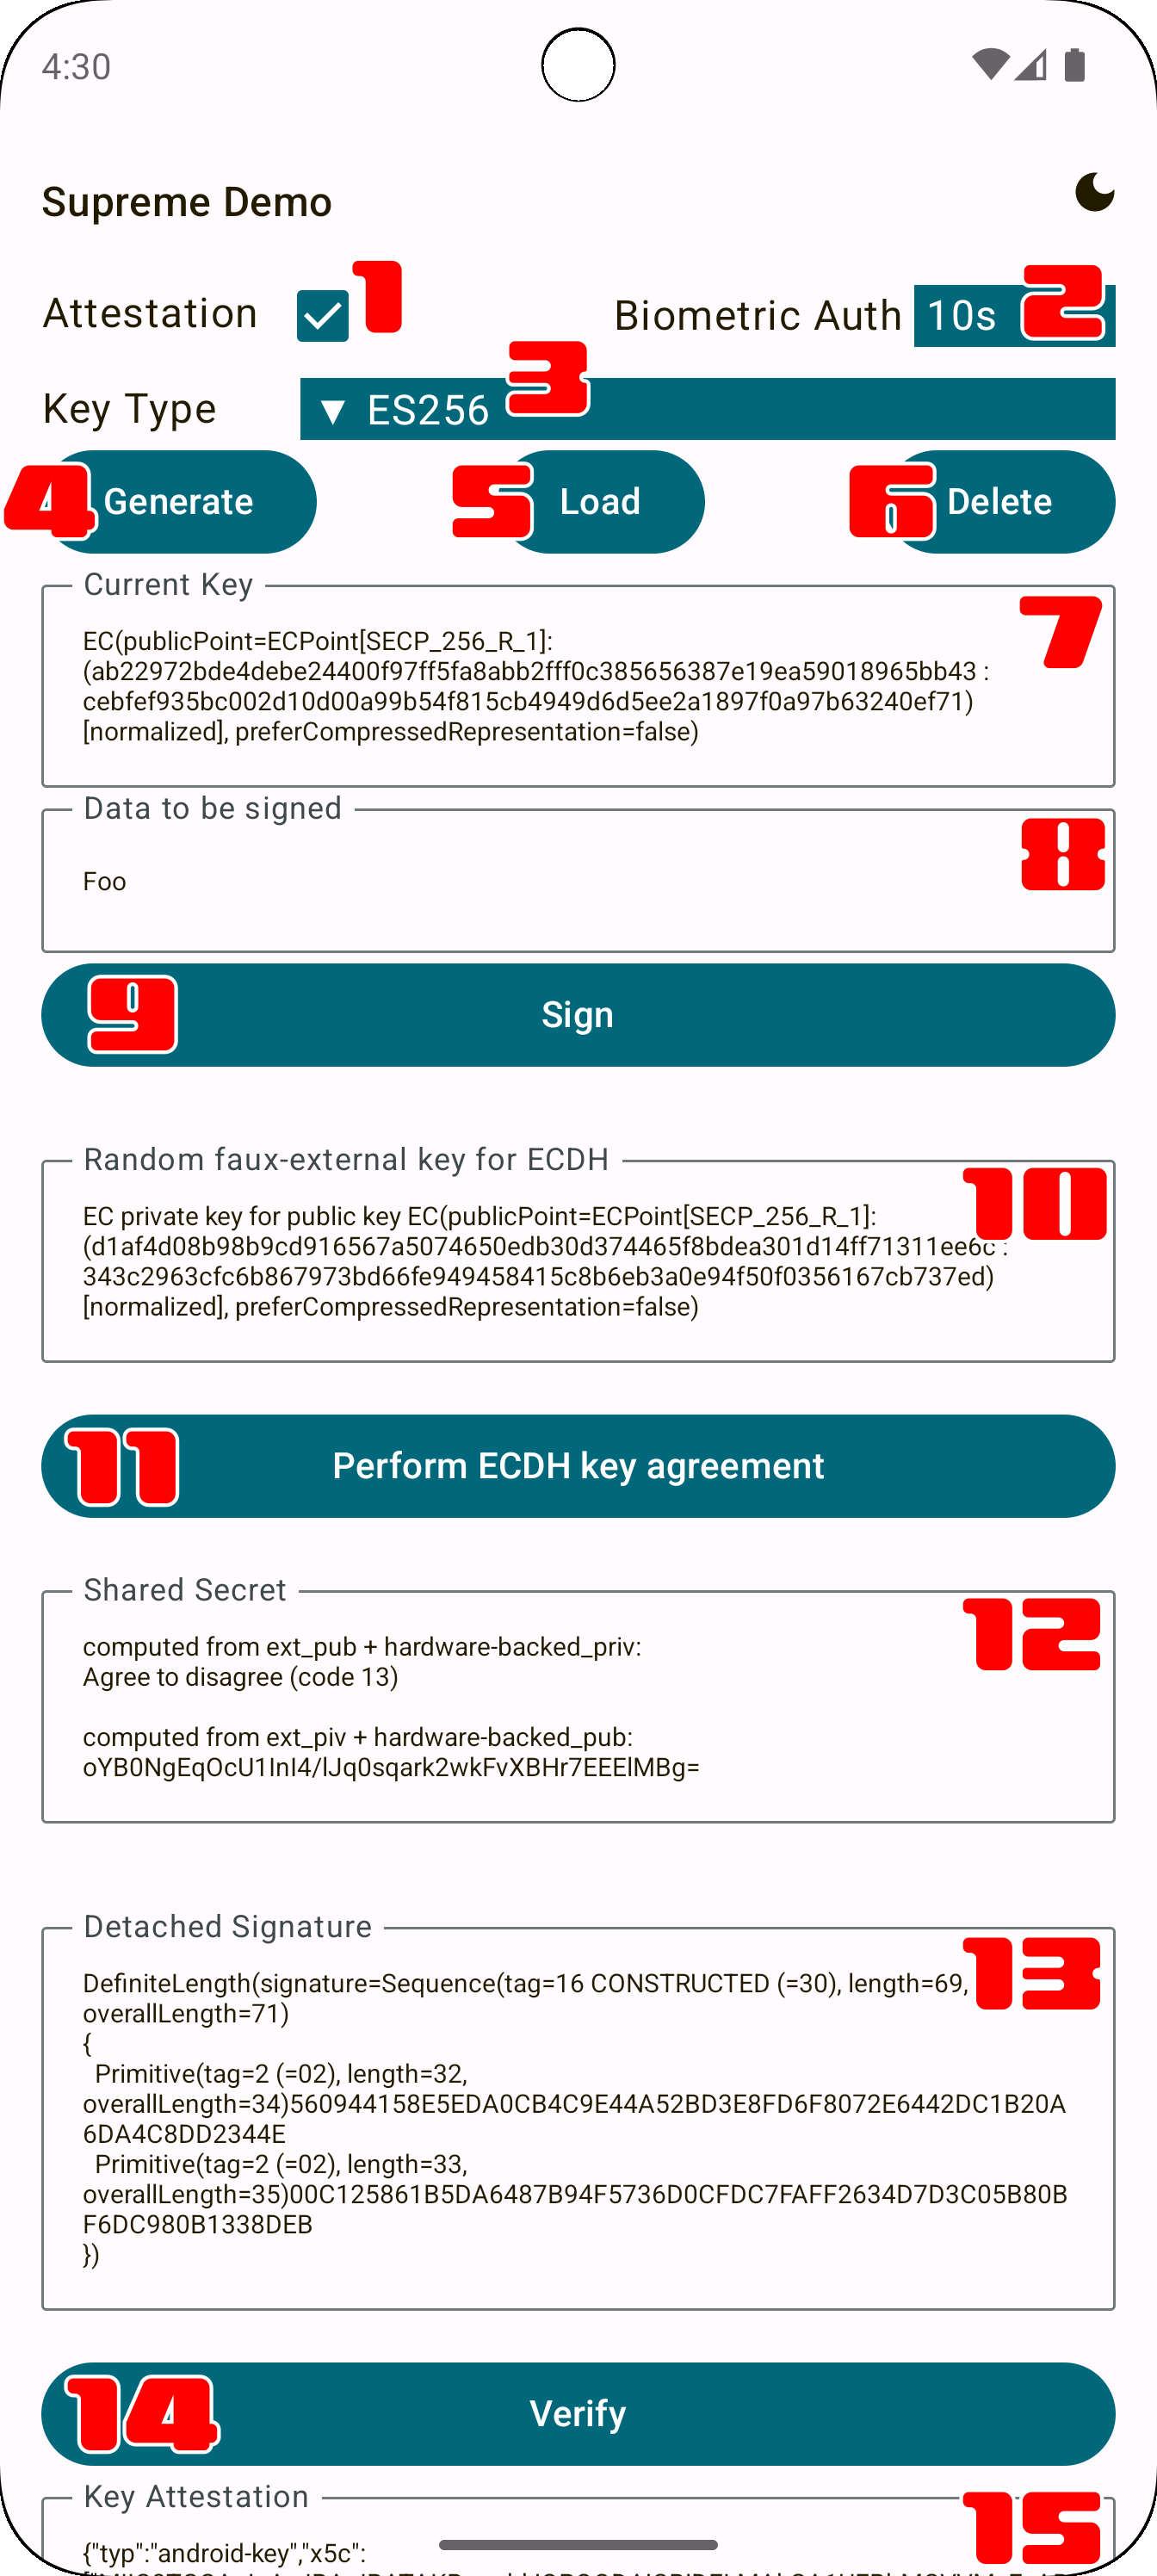 4:30
Supreme Demo
Attestation 1 Biometric Auth 10s 2
Key Type ▼ ES256 3
4 Generate 5 Load 6 Delete
Current Key
7
EC(publicPoint=ECPoint[SECP_256_R_1]:
(ab22972bde4debe24400f97ff5fa8abb2fff0c385656387e19ea59018965bb43 :
cebfef935bc002d10d00a99b54f815cb4949d6d5ee2a1897f0a97b63240ef71)
[normalized], preferCompressedRepresentation=false)
Data to be signed
8
Foo
9 Sign
Random faux-external key for ECDH
10
EC private key for public key EC(publicPoint=ECPoint[SECP_256_R_1]:
(d1af4d08b98b9cd916567a5074650edb30d374465f8bdea301d14ff71311ee6c :
343c2963cfc6b867973bd66fe949458415c8b6eb3a0e94f50f0356167cb737ed)
[normalized], preferCompressedRepresentation=false)
11 Perform ECDH key agreement
Shared Secret
12
computed from ext_pub + hardware-backed_priv:
Agree to disagree (code 13)
computed from ext_piv + hardware-backed_pub:
oYB0NgEqOcU1InI4/lJq0sqark2wkFvXBHr7EEElMBg=
Detached Signature
13
DefiniteLength(signature=Sequence(tag=16 CONSTRUCTED (=30), length=69,
overallLength=71)
{
Primitive(tag=2 (=02), length=32,
overallLength=34)560944158E5EDA0CB4C9E44A52BD3E8FD6F8072E6442DC1B20A
6DA4C8DD2344E
Primitive(tag=2 (=02), length=33,
overallLength=35)00C125861B5DA6487B94F5736D0CFDC7FAFF2634D7D3C05B80B
F6DC980B1338DEB
})
14 Verify
Key Attestation
15
{"typ":"android-key","x5c":